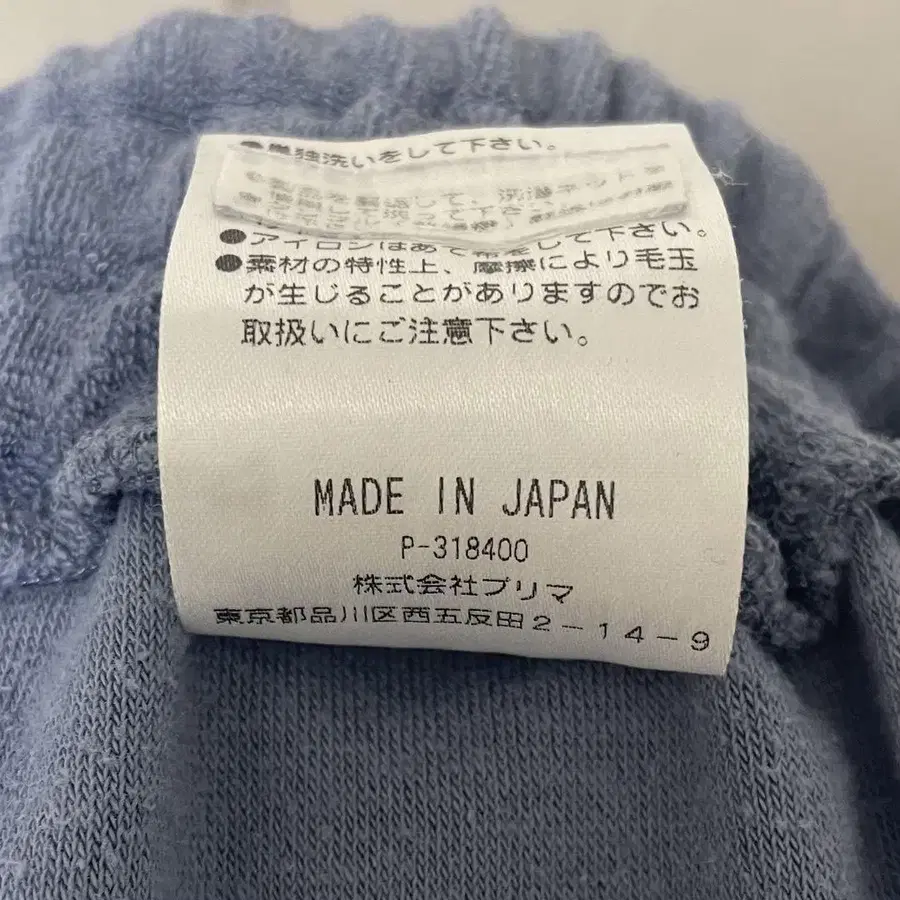 ●単独洗いをして下さい。
●アイロンはあて布をして下さい。
●素材の特性上、摩擦により毛玉
が生じることがありますのでお
取扱いにご注意下さい。
MADE IN JAPAN
P-318400
株式会社プリマ
東京都品川区西五反田2-14-9